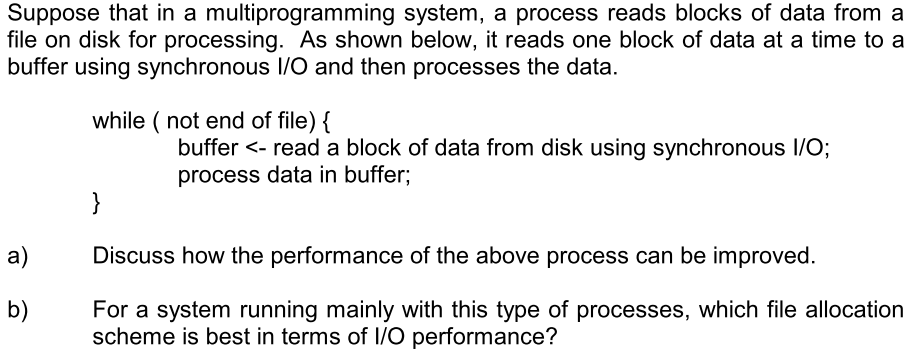 Suppose that in a multiprogramming system, a process reads blocks of data from a
file on disk for processing. As shown below, it reads one block of data at a time to a
buffer using synchronous I/O and then processes the data.
while ( not end of file) {
buffer <- read a block of data from disk using synchronous I/O;
process data in buffer;
}
a) Discuss how the performance of the above process can be improved.
b) For a system running mainly with this type of processes, which file allocation
scheme is best in terms of I/O performance?